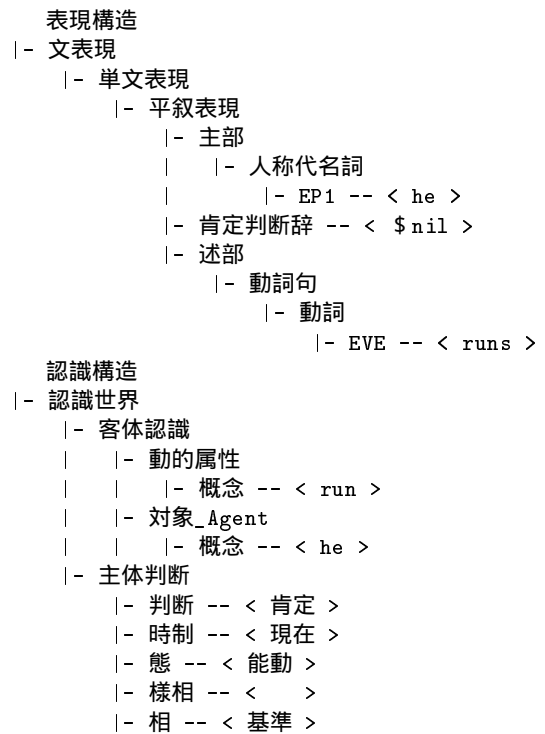 表現構造
|- 文表現
    |- 単文表現
        |- 平叙表現
            |- 主部
            |   |- 人称代名詞
            |       |- EP1 -- < he >
            |- 肯定判断辞 -- < $nil >
            |- 述部
                |- 動詞句
                    |- 動詞
                        |- EVE -- < runs >
認識構造
|- 認識世界
    |- 客体認識
    |   |- 動的属性
    |   |   |- 概念 -- < run >
    |   |- 対象_Agent
    |   |   |- 概念 -- < he >
    |- 主体判断
        |- 判断 -- < 肯定 >
        |- 時制 -- < 現在 >
        |- 態 -- < 能動 >
        |- 様相 -- <    >
        |- 相 -- < 基準 >